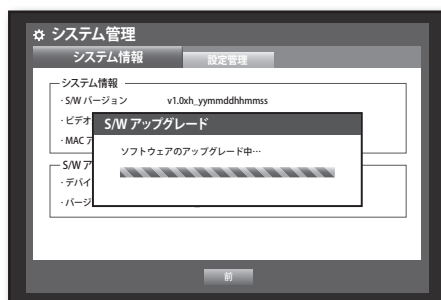 システム管理
システム情報
設定管理
システム情報
· S/W バージョン v1.0xh_yymmddhhmmss
· ビデオ
· MAC ア
S/W アップグレード
ソフトウェアのアップグレード中…
S/W ア
· デバイ
· バージ
前